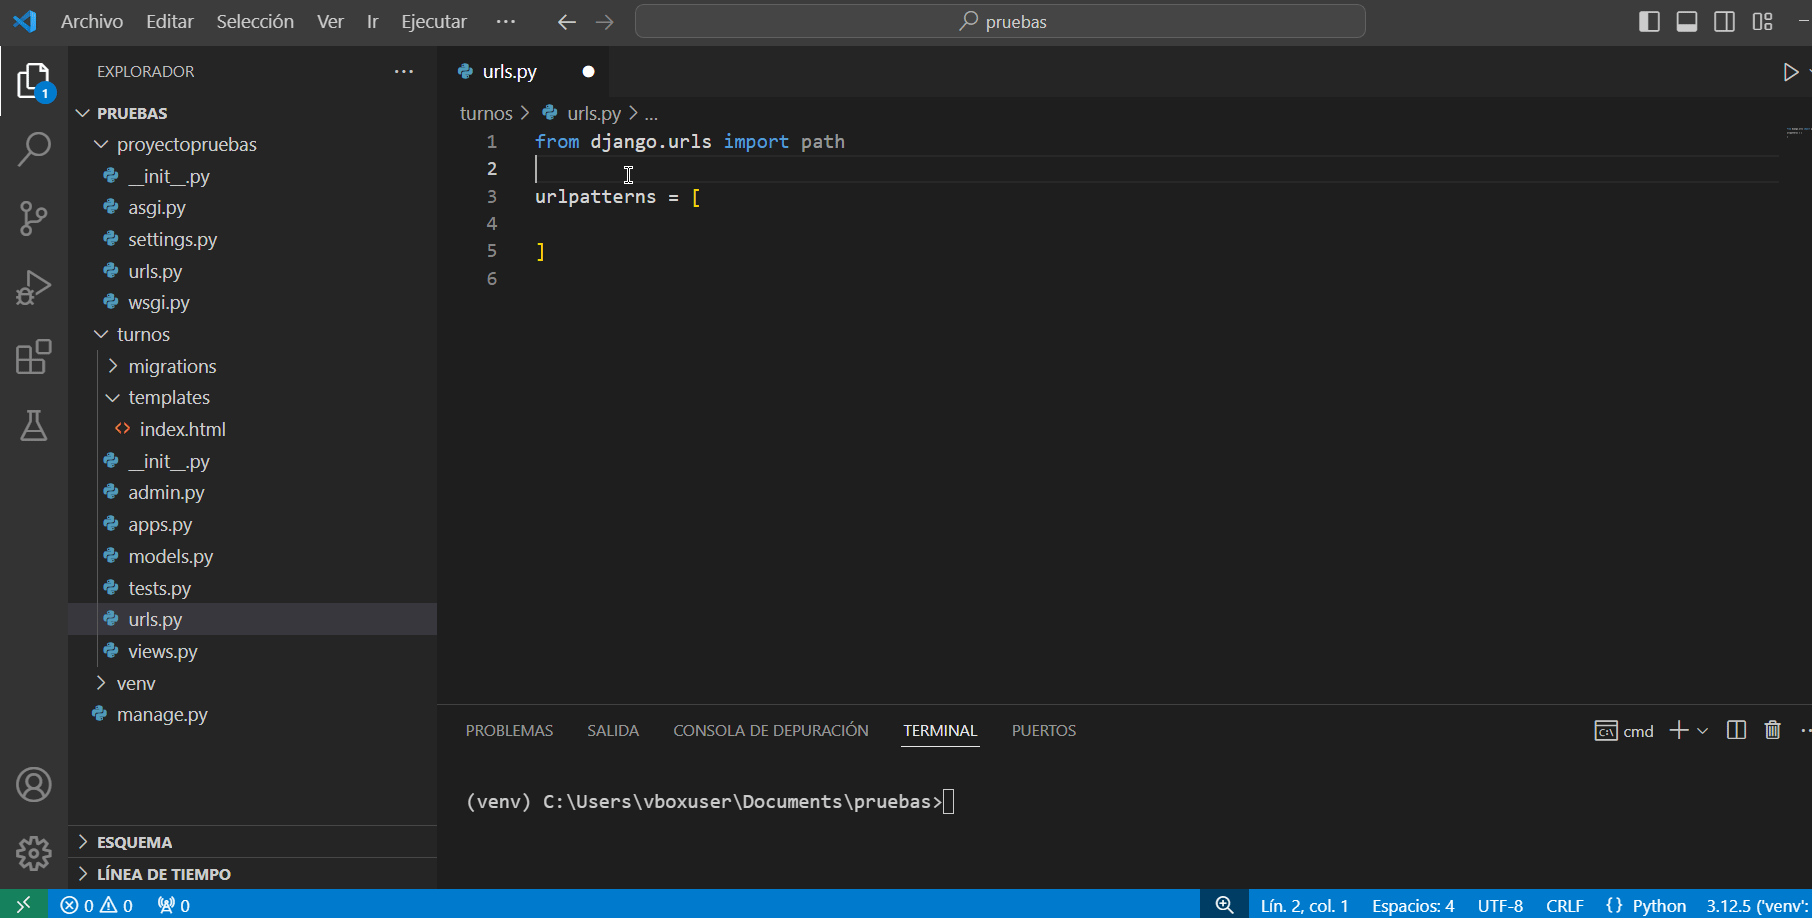 Archivo Editar Selección Ver Ir Ejecutar ··· pruebas
EXPLORADOR ···
PRUEBAS
proyectopruebas
__init__.py
asgi.py
settings.py
urls.py
wsgi.py
turnos
migrations
templates
index.html
__init__.py
admin.py
apps.py
models.py
tests.py
urls.py
views.py
venv
manage.py
ESQUEMA
LÍNEA DE TIEMPO
1
urls.py
turnos > urls.py > ...
1 from django.urls import path
2
3 urlpatterns = [
4
5 ]
6
PROBLEMAS SALIDA CONSOLA DE DEPURACIÓN TERMINAL PUERTOS cmd
(venv) C:\Users\vboxuser\Documents\pruebas>
0 0 0 Lín. 2, col. 1 Espacios: 4 UTF-8 CRLF {} Python 3.12.5 ('venv':